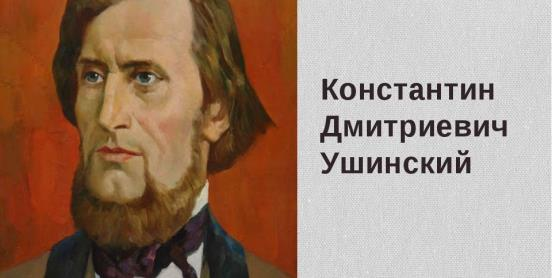 Константин
Дмитриевич
Ушинский